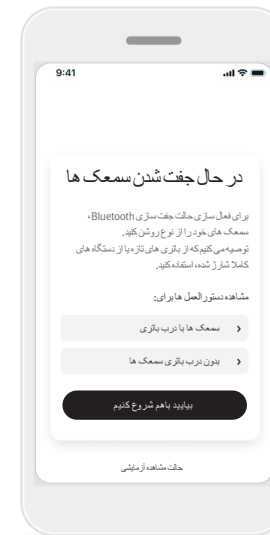 9:41
در حال جفت شدن سمعک ها
برای فعال سازی حالت جفت سازی Bluetooth،
سمعک های خود را از نوع روشن کنید.
توصیه می کنیم که از باتری های تازه یا از دستگاه های
کاملا شارژ شده، استفاده کنید.
مشاهده دستورالعمل ها برای:
سمعک ها با درب باتری
بدون درب باتری سمعک ها
بیایید باهم شروع کنیم
حالت مشاهده آزمایشی